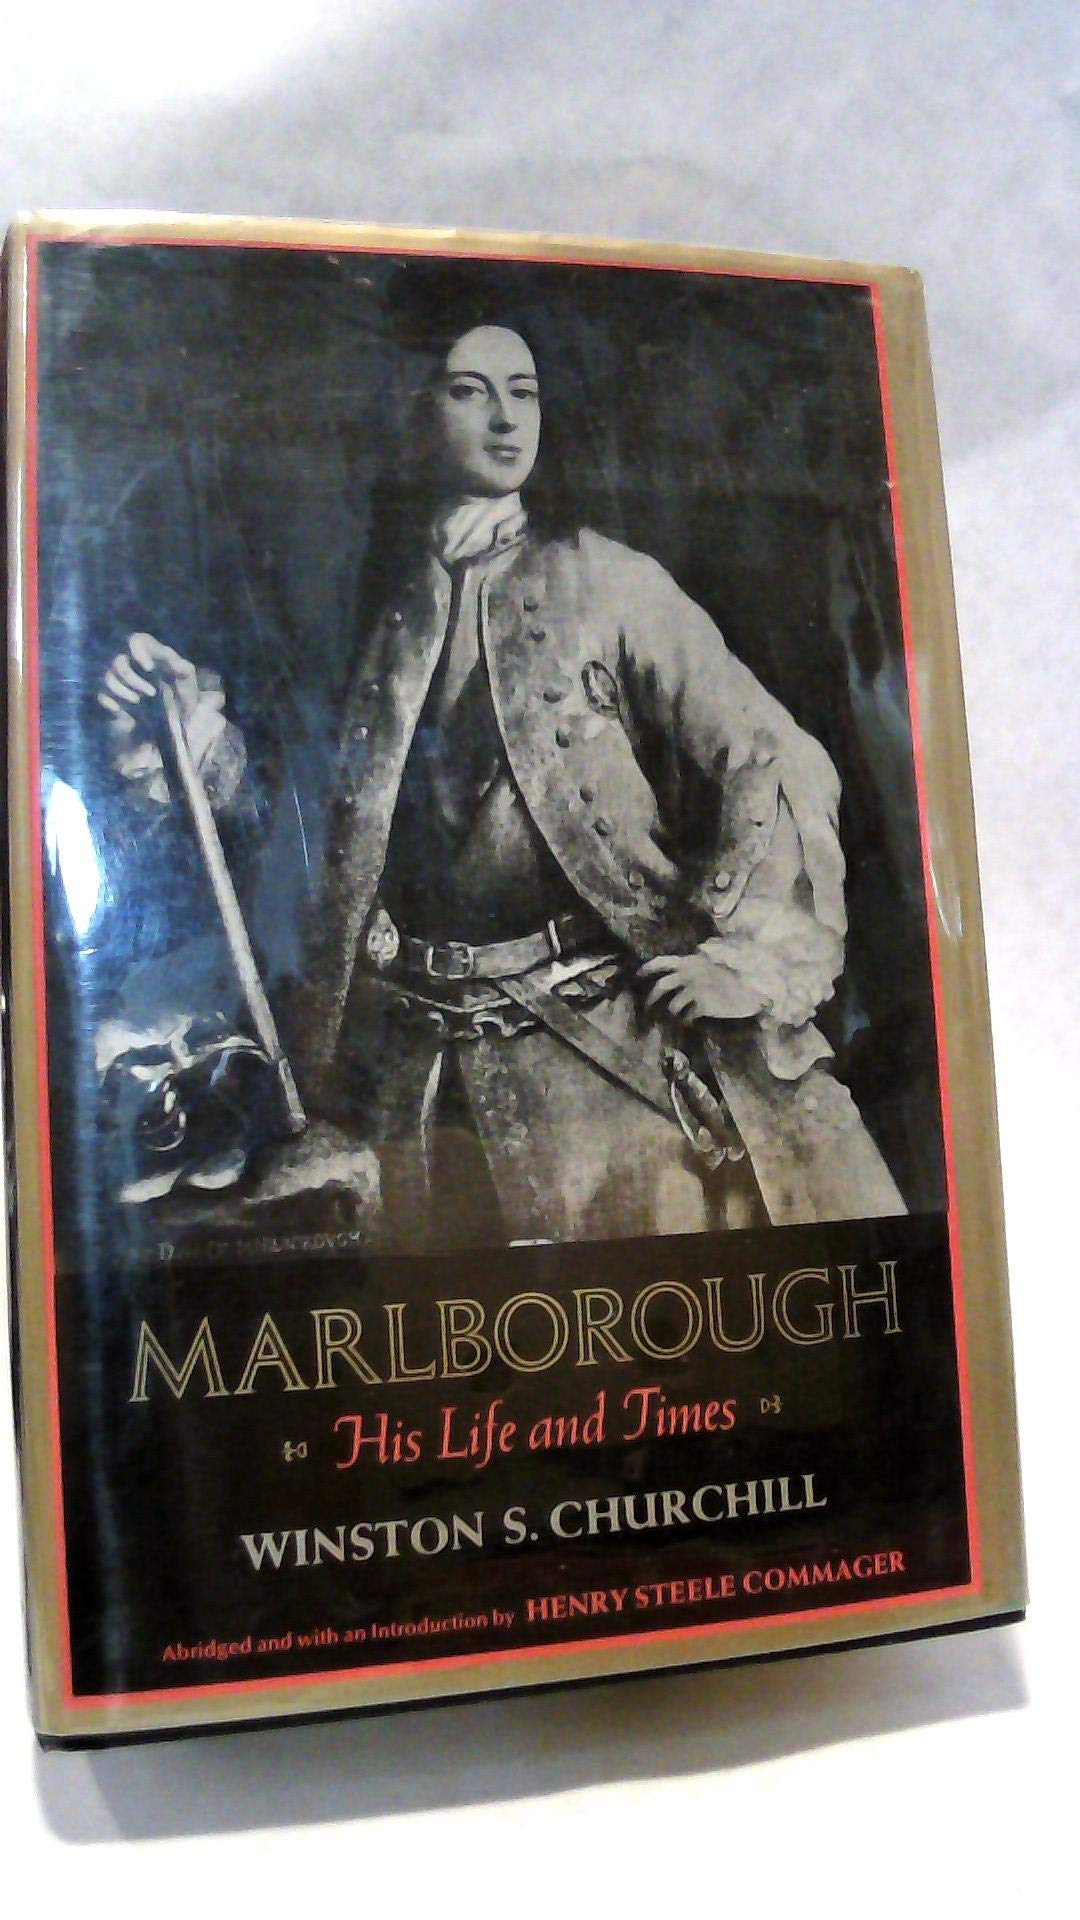 MARLBOROUGH
His Life and Times
WINSTON S. CHURCHILL
Abridged and with an Introduction by HENRY STEELE COMMAGER